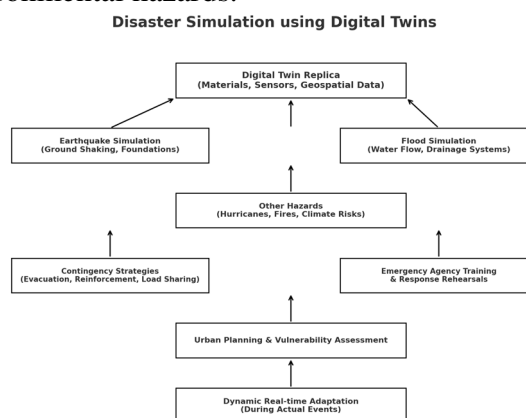 Disaster Simulation using Digital Twins
Digital Twin Replica
(Materials, Sensors, Geospatial Data)
Earthquake Simulation
(Ground Shaking, Foundations)
Flood Simulation
(Water Flow, Drainage Systems)
Other Hazards
(Hurricanes, Fires, Climate Risks)
Contingency Strategies
(Evacuation, Reinforcement, Load Sharing)
Emergency Agency Training
& Response Rehearsals
Urban Planning & Vulnerability Assessment
Dynamic Real-time Adaptation
(During Actual Events)